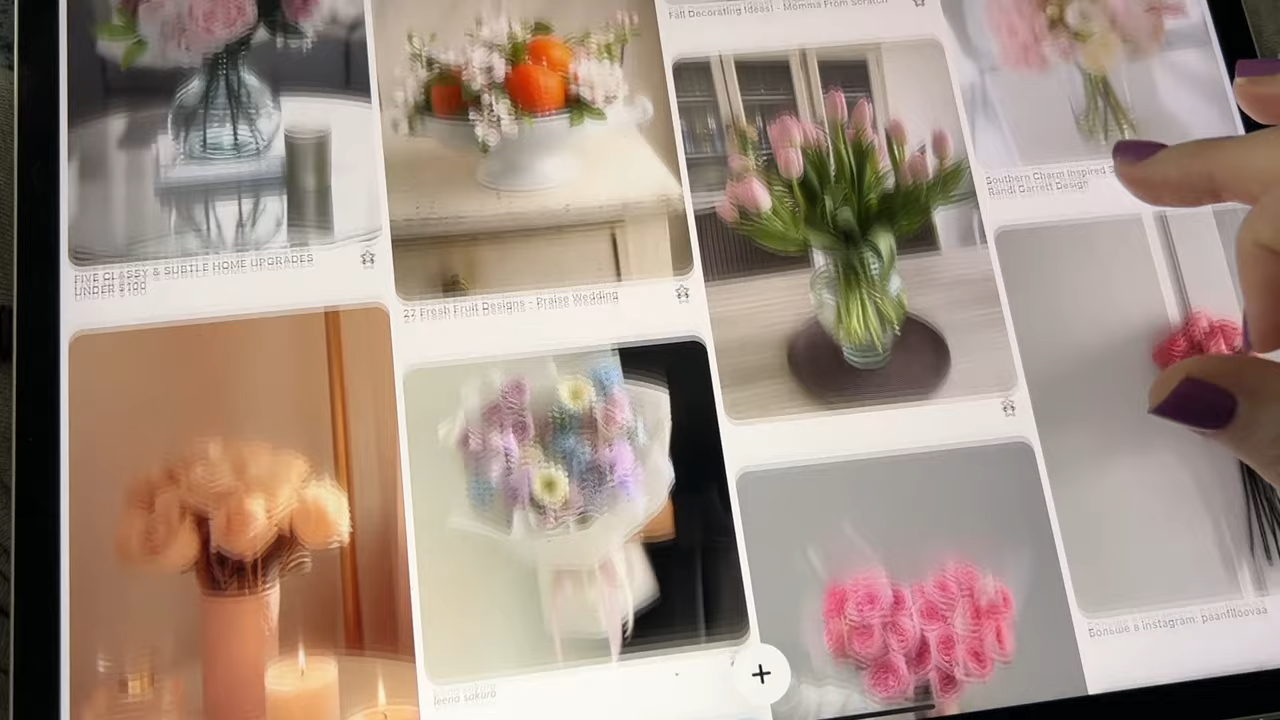 Fall Decorating Ideas! - Momma From Scratch
FIVE CLASSY & SUBTLE HOME UPGRADES
UNDER $100
27 Fresh Fruit Designs - Praise Wedding
Southern Charm Inspired
Randi Garrett Design
leena sakura
Больше в instagram: paanfiloovaa